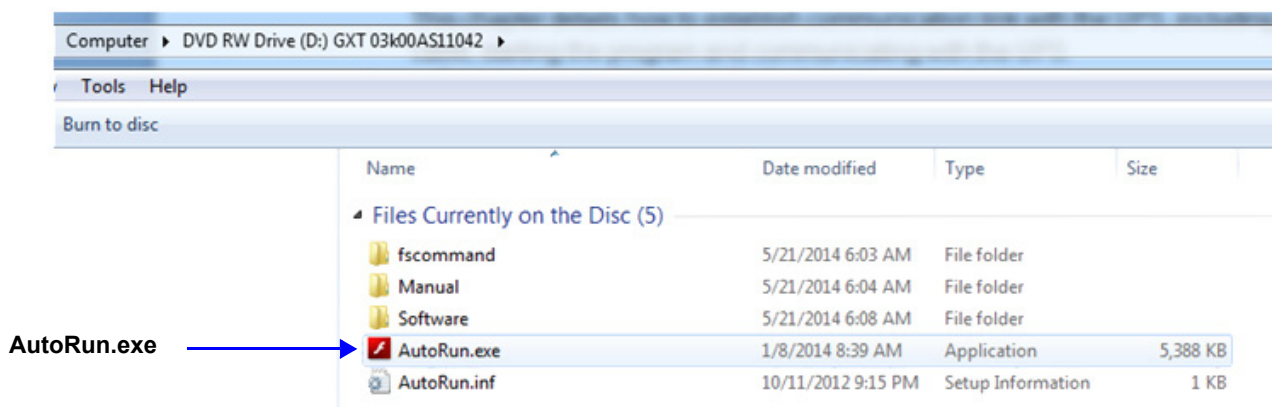 Computer ▸ DVD RW Drive (D:) GXT 03k00AS11042 ▸
Tools Help
Burn to disc
Name Date modified Type Size
Files Currently on the Disc (5)
fscommand 5/21/2014 6:03 AM File folder
Manual 5/21/2014 6:04 AM File folder
Software 5/21/2014 6:08 AM File folder
AutoRun.exe AutoRun.exe 1/8/2014 8:39 AM Application 5,388 KB
AutoRun.inf 10/11/2012 9:15 PM Setup Information 1 KB